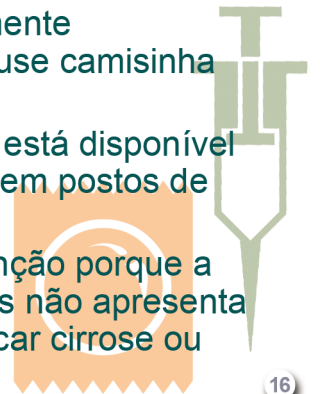 mente
use camisinha
está disponível
em postos de
nção porque a
s não apresenta
car cirrose ou
16